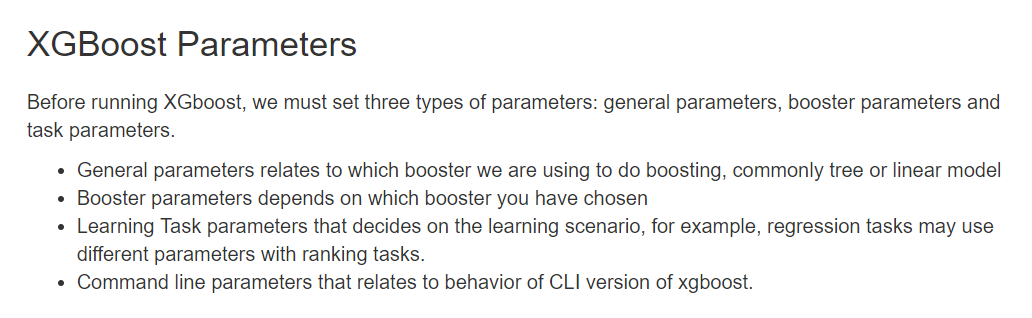 XGBoost Parameters
Before running XGboost, we must set three types of parameters: general parameters, booster parameters and
task parameters.
• General parameters relates to which booster we are using to do boosting, commonly tree or linear model
• Booster parameters depends on which booster you have chosen
• Learning Task parameters that decides on the learning scenario, for example, regression tasks may use
different parameters with ranking tasks.
• Command line parameters that relates to behavior of CLI version of xgboost.